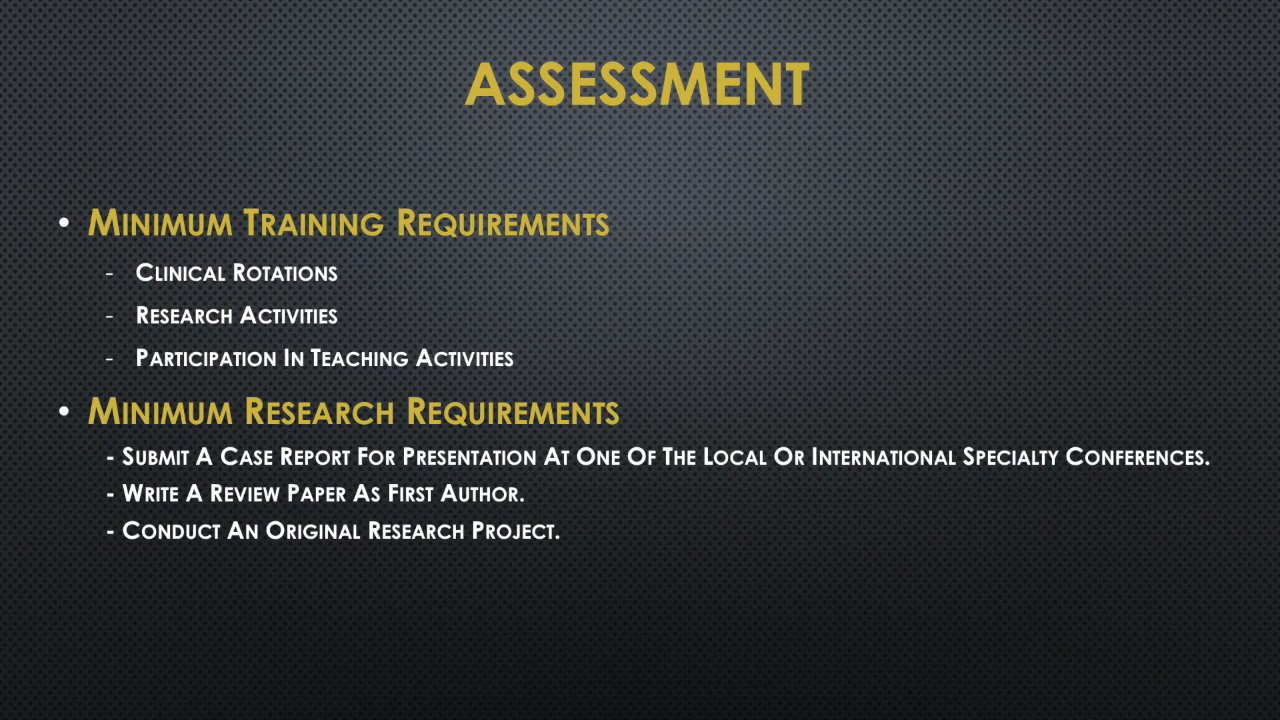 ASSESSMENT
• Minimum Training Requirements
- Clinical Rotations
- Research Activities
- Participation In Teaching Activities
• Minimum Research Requirements
- Submit A Case Report For Presentation At One Of The Local Or International Specialty Conferences.
- Write A Review Paper As First Author.
- Conduct An Original Research Project.